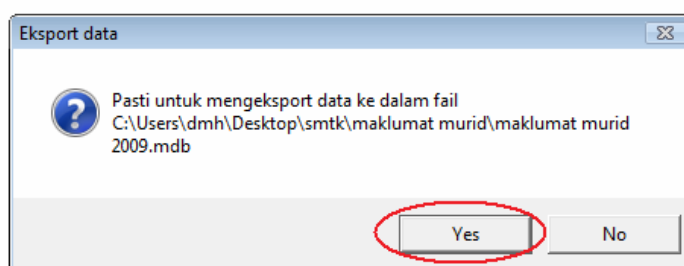 Eksport data
Pasti untuk mengeksport data ke dalam fail
C:\Users\dmh\Desktop\smtk\maklumat murid\maklumat murid
2009.mdb
Yes
No